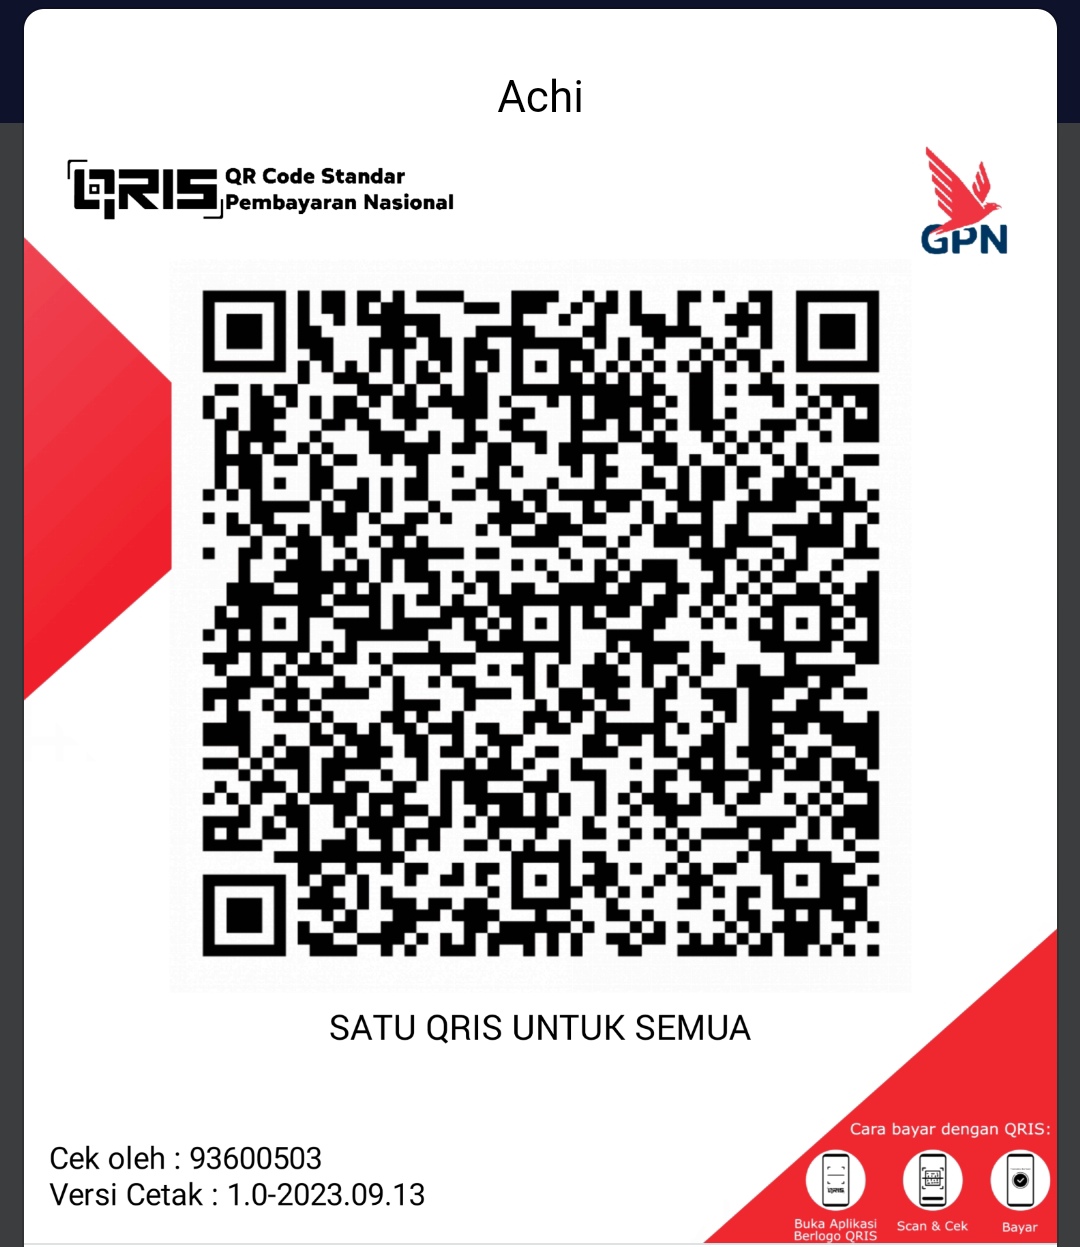 Achi
QRIS
QR Code Standar
Pembayaran Nasional
GPN
SATU QRIS UNTUK SEMUA
Cek oleh : 93600503
Versi Cetak : 1.0-2023.09.13
Cara bayar dengan QRIS:
Buka Aplikasi
Berlogo QRIS
Scan & Cek
Bayar